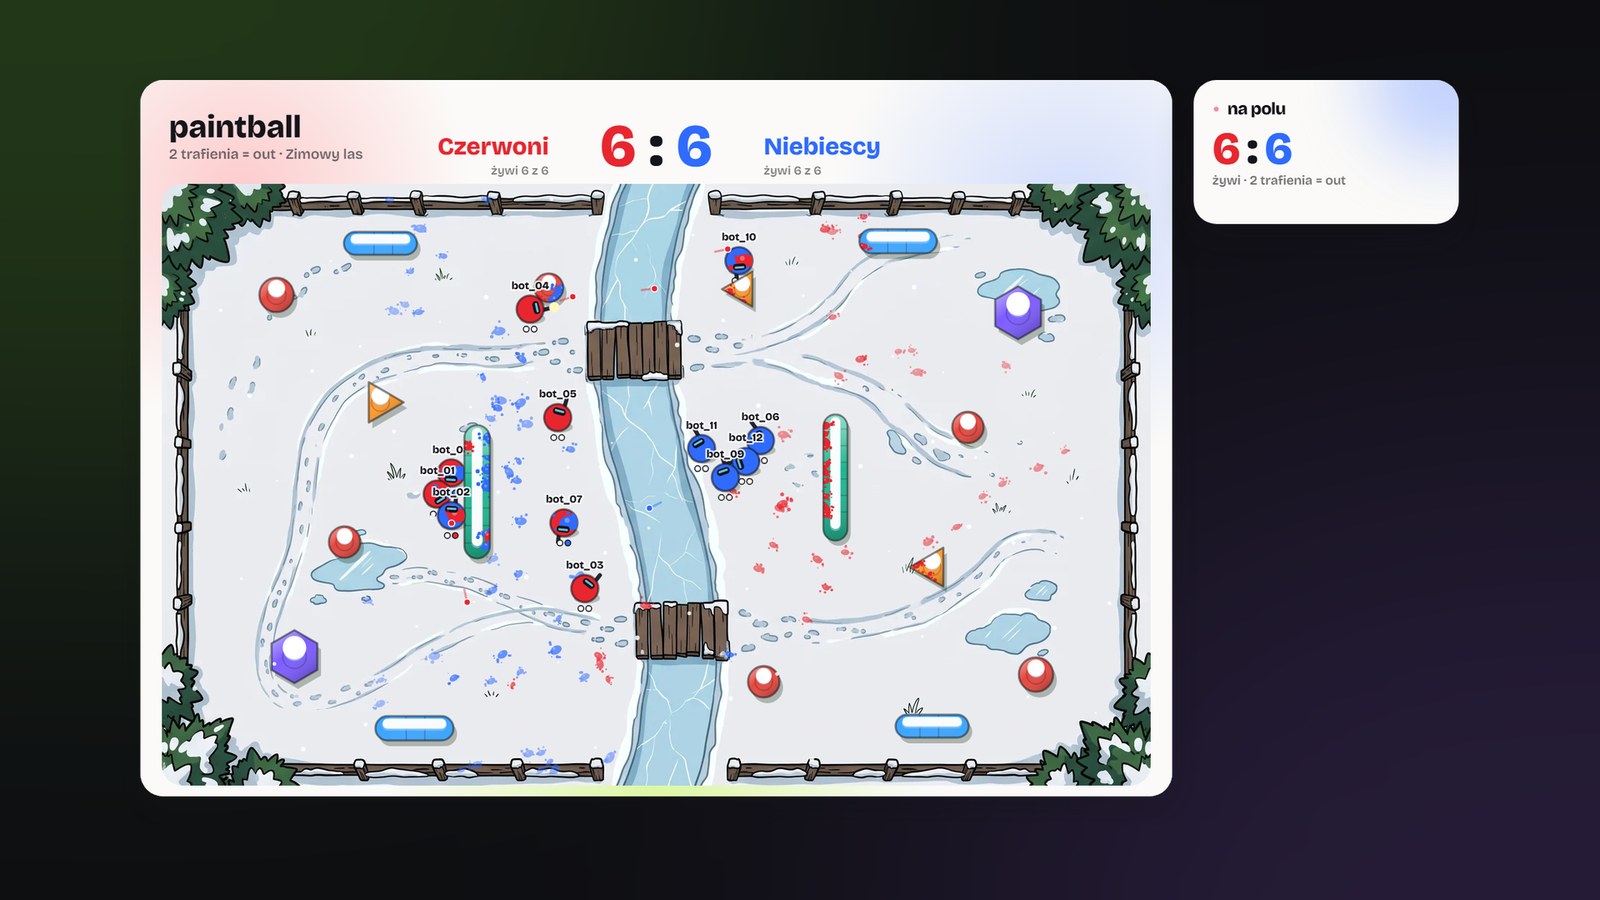 paintball
2 trafienia = out · Zimowy las
Czerwoni
żywi 6 z 6
6 : 6
Niebiescy
żywi 6 z 6
na polu
6 : 6
żywi · 2 trafienia = out
bot_10
bot_04
bot_05
bot_06
bot_11
bot_12
bot_09
bot_01
bot_02
bot_07
bot_03